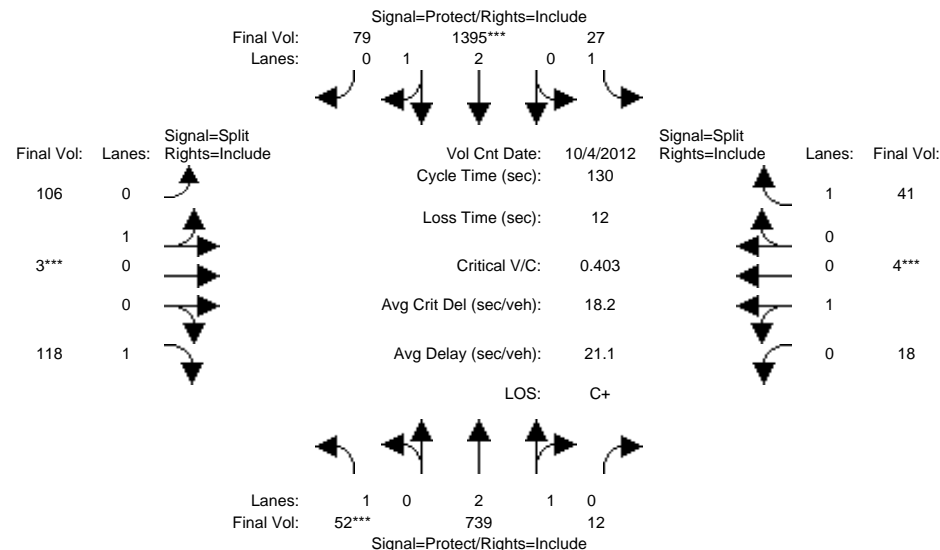 Signal=Protect/Rights=Include
Final Vol: 79 1395*** 27
Lanes: 0 1 2 0 1
Signal=Split
Final Vol: Lanes: Rights=Include
Vol Cnt Date: 10/4/2012
Signal=Split
Rights=Include Lanes: Final Vol:
Cycle Time (sec): 130
106 0
1 41
Loss Time (sec): 12
1
0
3*** 0
Critical V/C: 0.403
0 4***
0
Avg Crit Del (sec/veh): 18.2
1
118 1
Avg Delay (sec/veh): 21.1
0 18
LOS: C+
Lanes: 1 0 2 1 0
Final Vol: 52*** 739 12
Signal=Protect/Rights=Include